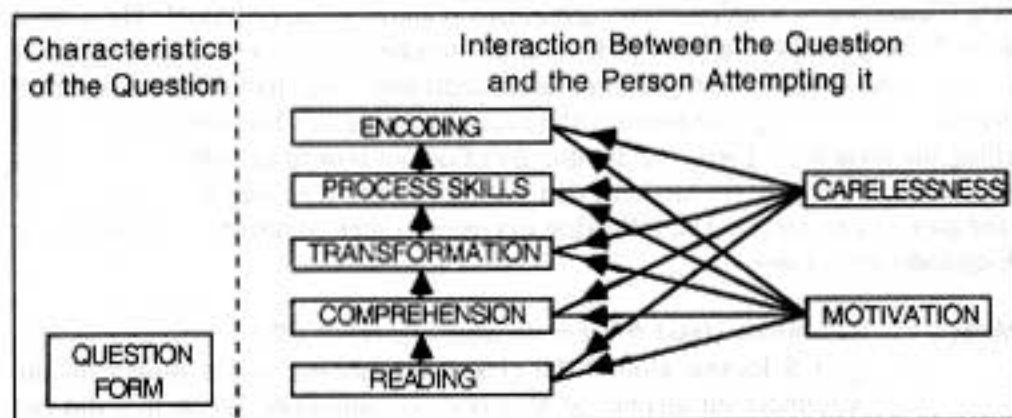 Characteristics
of the Question
Interaction Between the Question
and the Person Attempting it
ENCODING
PROCESS SKILLS
CARELESSNESS
TRANSFORMATION
COMPREHENSION
MOTIVATION
QUESTION
FORM
READING